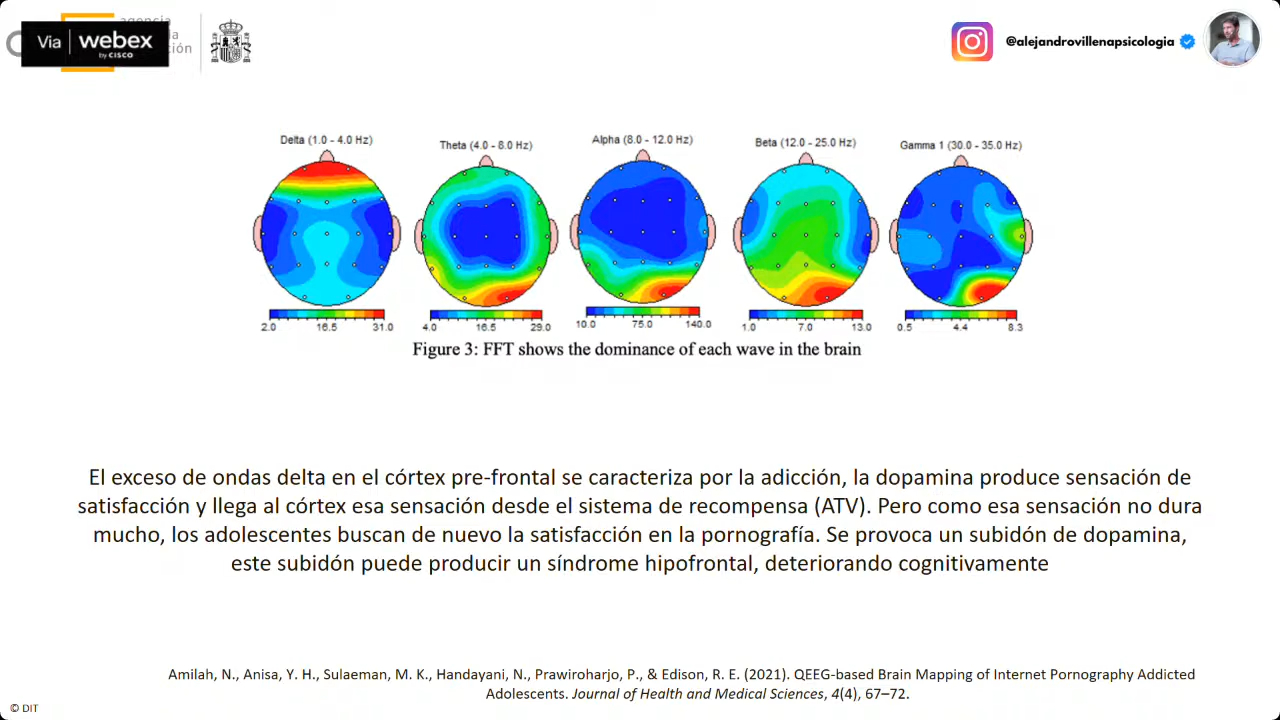 agencia
Via webex
by CISCO
@alejandrovillenapsicologia
Delta (1.0 - 4.0 Hz)
Theta (4.0 - 8.0 Hz)
Alpha (8.0 - 12.0 Hz)
Beta (12.0 - 25.0 Hz)
Gamma 1 (30.0 - 35.0 Hz)
2.0 16.5 31.0
4.0 16.5 29.0
10.0 75.0 140.0
1.0 7.0 13.0
0.5 4.4 8.3
Figure 3: FFT shows the dominance of each wave in the brain
El exceso de ondas delta en el córtex pre-frontal se caracteriza por la adicción, la dopamina produce sensación de
satisfacción y llega al córtex esa sensación desde el sistema de recompensa (ATV). Pero como esa sensación no dura
mucho, los adolescentes buscan de nuevo la satisfacción en la pornografía. Se provoca un subidón de dopamina,
este subidón puede producir un síndrome hipofrontal, deteriorando cognitivamente
Amilah, N., Anisa, Y. H., Sulaeman, M. K., Handayani, N., Prawiroharjo, P., & Edison, R. E. (2021). QEEG-based Brain Mapping of Internet Pornography Addicted
Adolescents. Journal of Health and Medical Sciences, 4(4), 67–72.
© DIT